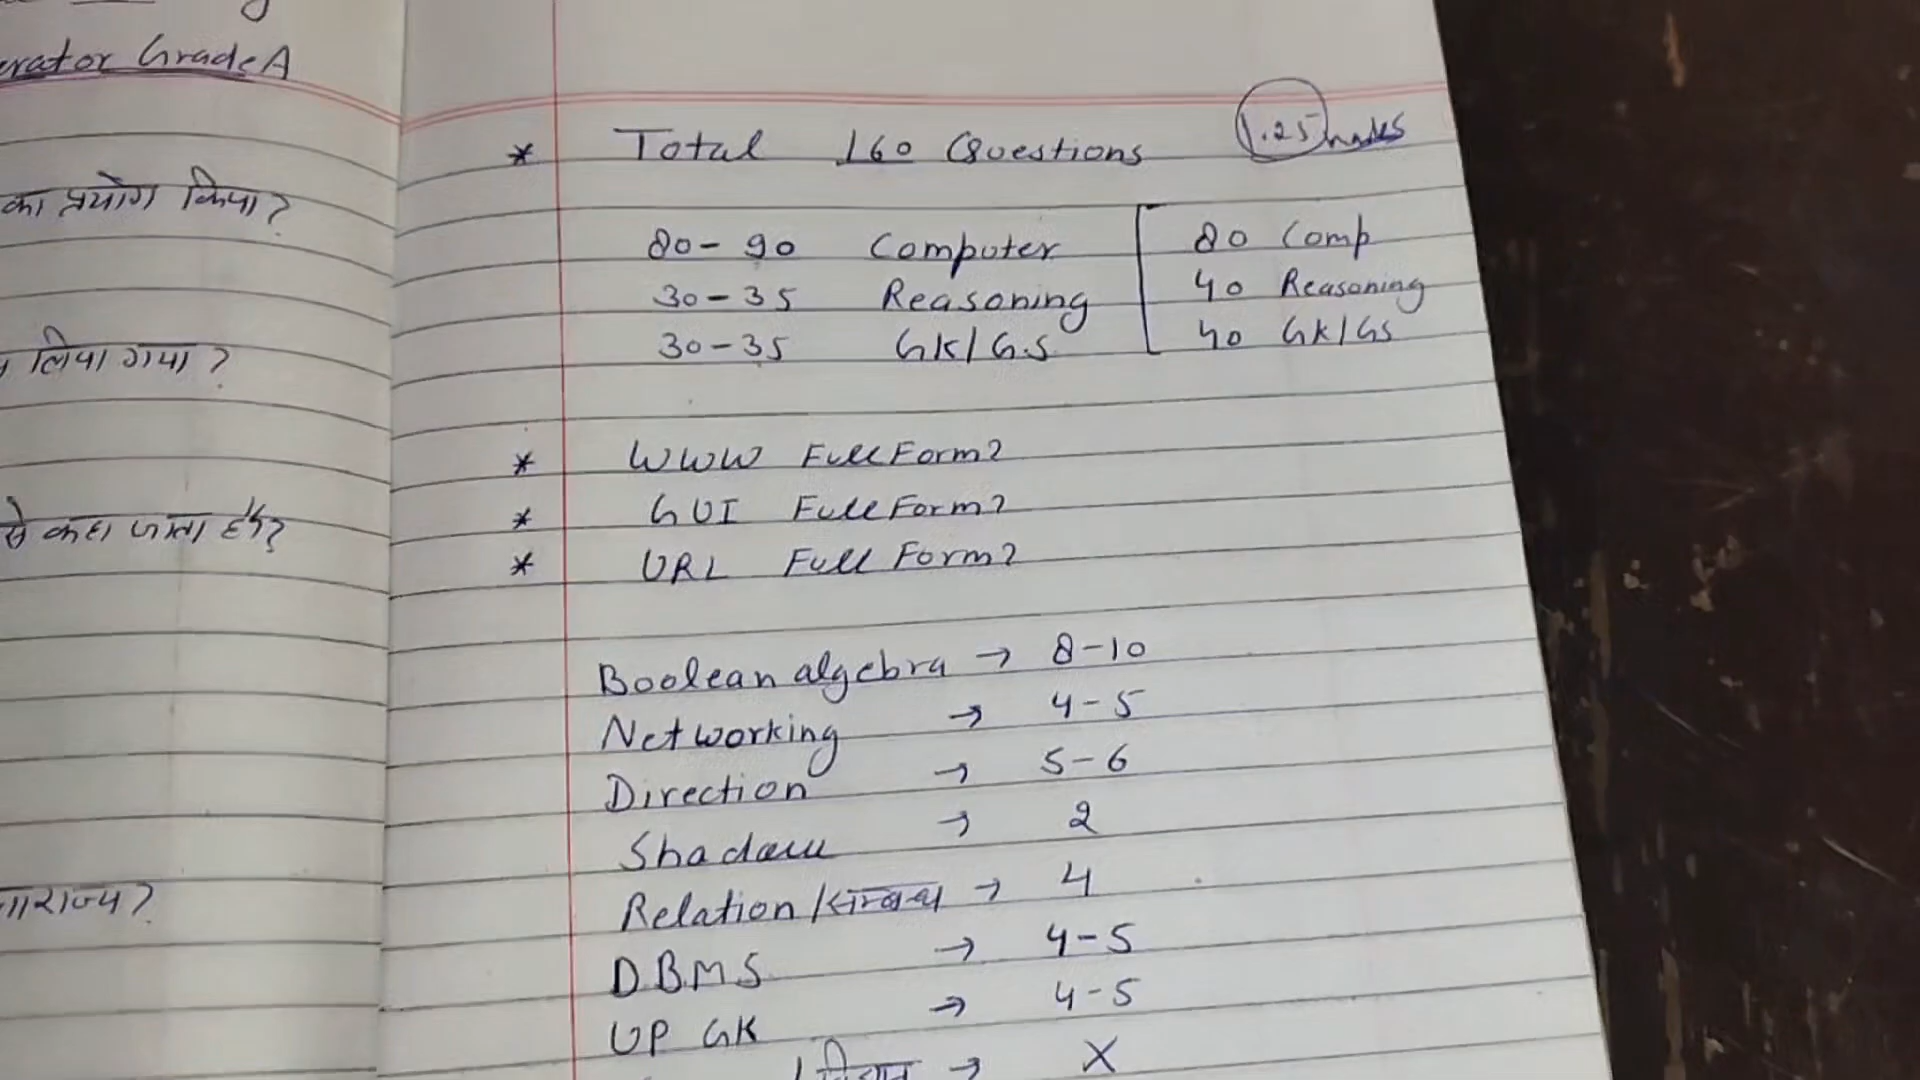 Grade A
का प्रयोग किया?
लिया गया?
से कहा जाता है?
* Total 160 Questions 1.25 marks
80-90 Computer
30-35 Reasoning
30-35 GK/G.S
80 Comp
40 Reasoning
40 GK/GS
* WWW Full Form?
* GUI Full Form?
* URL Full Form?
Boolean algebra → 8-10
Networking → 4-5
Direction → 5-6
Shadow → 2
Relation/सम्बन्ध → 4
DBMS → 4-5
UP GK → 4-5
→ X